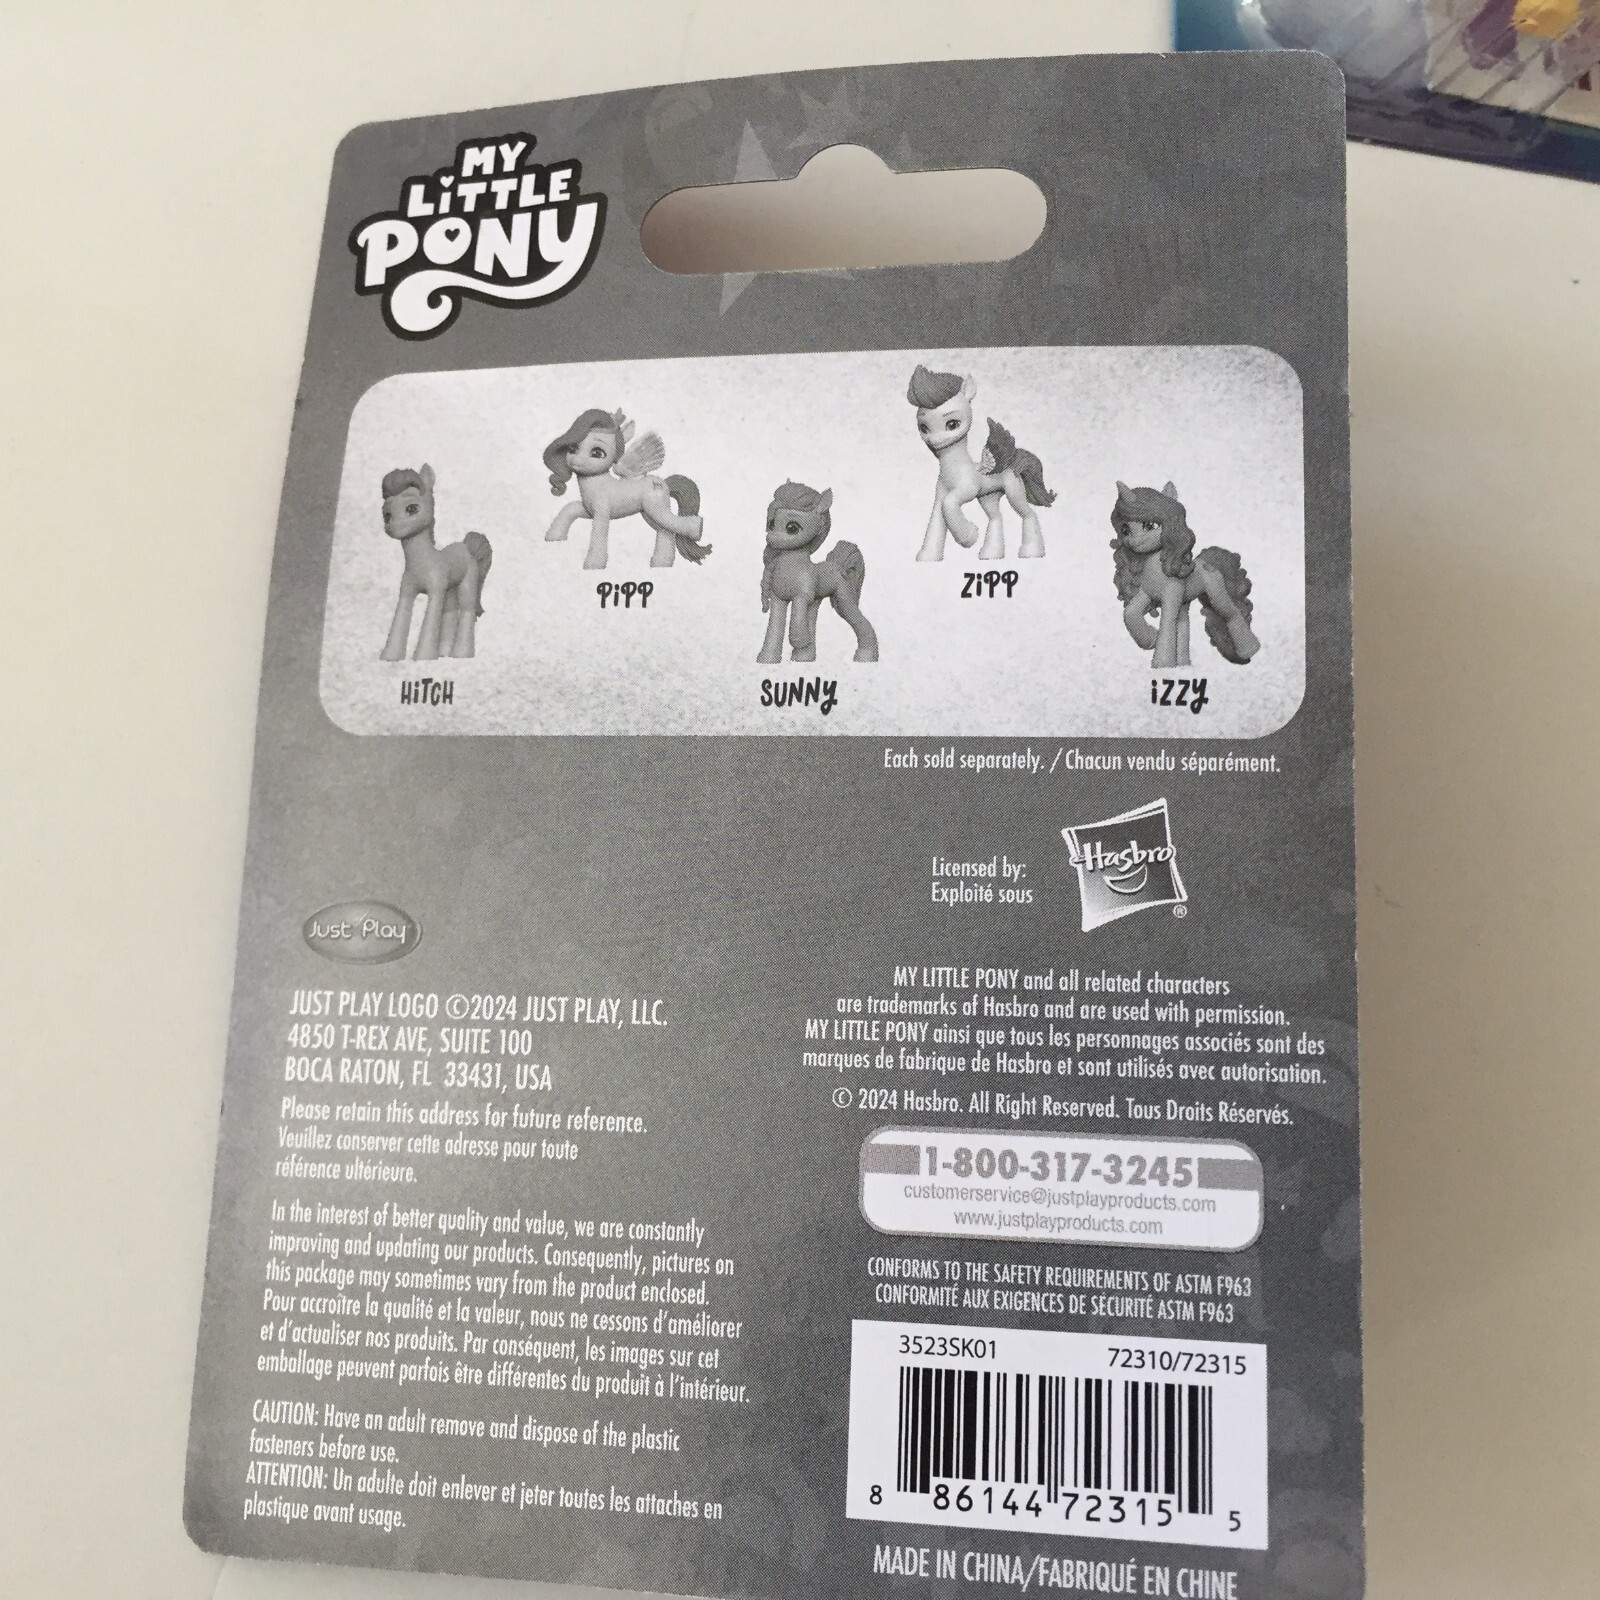 MY
LiTTLE
PONY
HiTCH
PiPP
SUNNY
ZiPP
iZZY
Each sold separately. / Chacun vendu séparément.
Licensed by:
Exploité sous
Hasbro
®
Just Play
JUST PLAY LOGO ©2024 JUST PLAY, LLC.
4850 T-REX AVE, SUITE 100
BOCA RATON, FL 33431, USA
Please retain this address for future reference.
Veuillez conserver cette adresse pour toute
référence ultérieure.
In the interest of better quality and value, we are constantly
improving and updating our products. Consequently, pictures on
this package may sometimes vary from the product enclosed.
Pour accroître la qualité et la valeur, nous ne cessons d'améliorer
et d'actualiser nos produits. Par conséquent, les images sur cet
emballage peuvent parfois être différentes du produit à l'intérieur.
CAUTION: Have an adult remove and dispose of the plastic
fasteners before use.
ATTENTION: Un adulte doit enlever et jeter toutes les attaches en
plastique avant usage.
MY LITTLE PONY and all related characters
are trademarks of Hasbro and are used with permission.
MY LITTLE PONY ainsi que tous les personnages associés sont des
marques de fabrique de Hasbro et sont utilisés avec autorisation.
© 2024 Hasbro. All Right Reserved. Tous Droits Réservés.
1-800-317-3245
customerservice@justplayproducts.com
www.justplayproducts.com
CONFORMS TO THE SAFETY REQUIREMENTS OF ASTM F963
CONFORMITÉ AUX EXIGENCES DE SÉCURITÉ ASTM F963
3523SK01 72310/72315
8 86144 72315 5
MADE IN CHINA/FABRIQUÉ EN CHINE